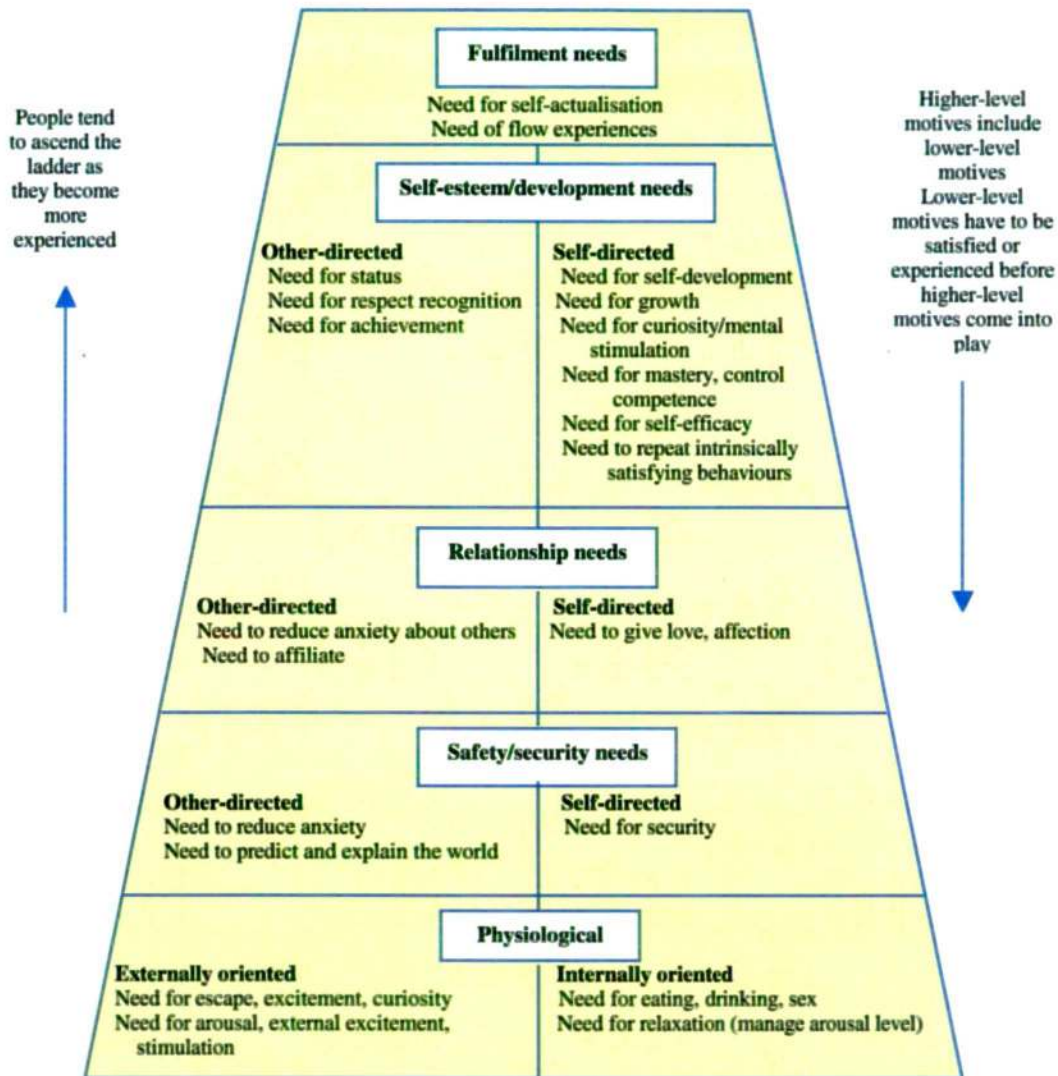 Fulfilment needs
Need for self-actualisation
Need of flow experiences
People tend
to ascend the
ladder as
they become
more
experienced
Higher-level
motives include
lower-level
motives
Lower-level
motives have to be
satisfied or
experienced before
higher-level
motives come into
play
Self-esteem/development needs
Other-directed
Need for status
Need for respect recognition
Need for achievement
Self-directed
Need for self-development
Need for growth
Need for curiosity/mental
stimulation
Need for mastery, control
competence
Need for self-efficacy
Need to repeat intrinsically
satisfying behaviours
Relationship needs
Other-directed
Need to reduce anxiety about others
Need to affiliate
Self-directed
Need to give love, affection
Safety/security needs
Other-directed
Need to reduce anxiety
Need to predict and explain the world
Self-directed
Need for security
Physiological
Externally oriented
Need for escape, excitement, curiosity
Need for arousal, external excitement,
stimulation
Internally oriented
Need for eating, drinking, sex
Need for relaxation (manage arousal level)